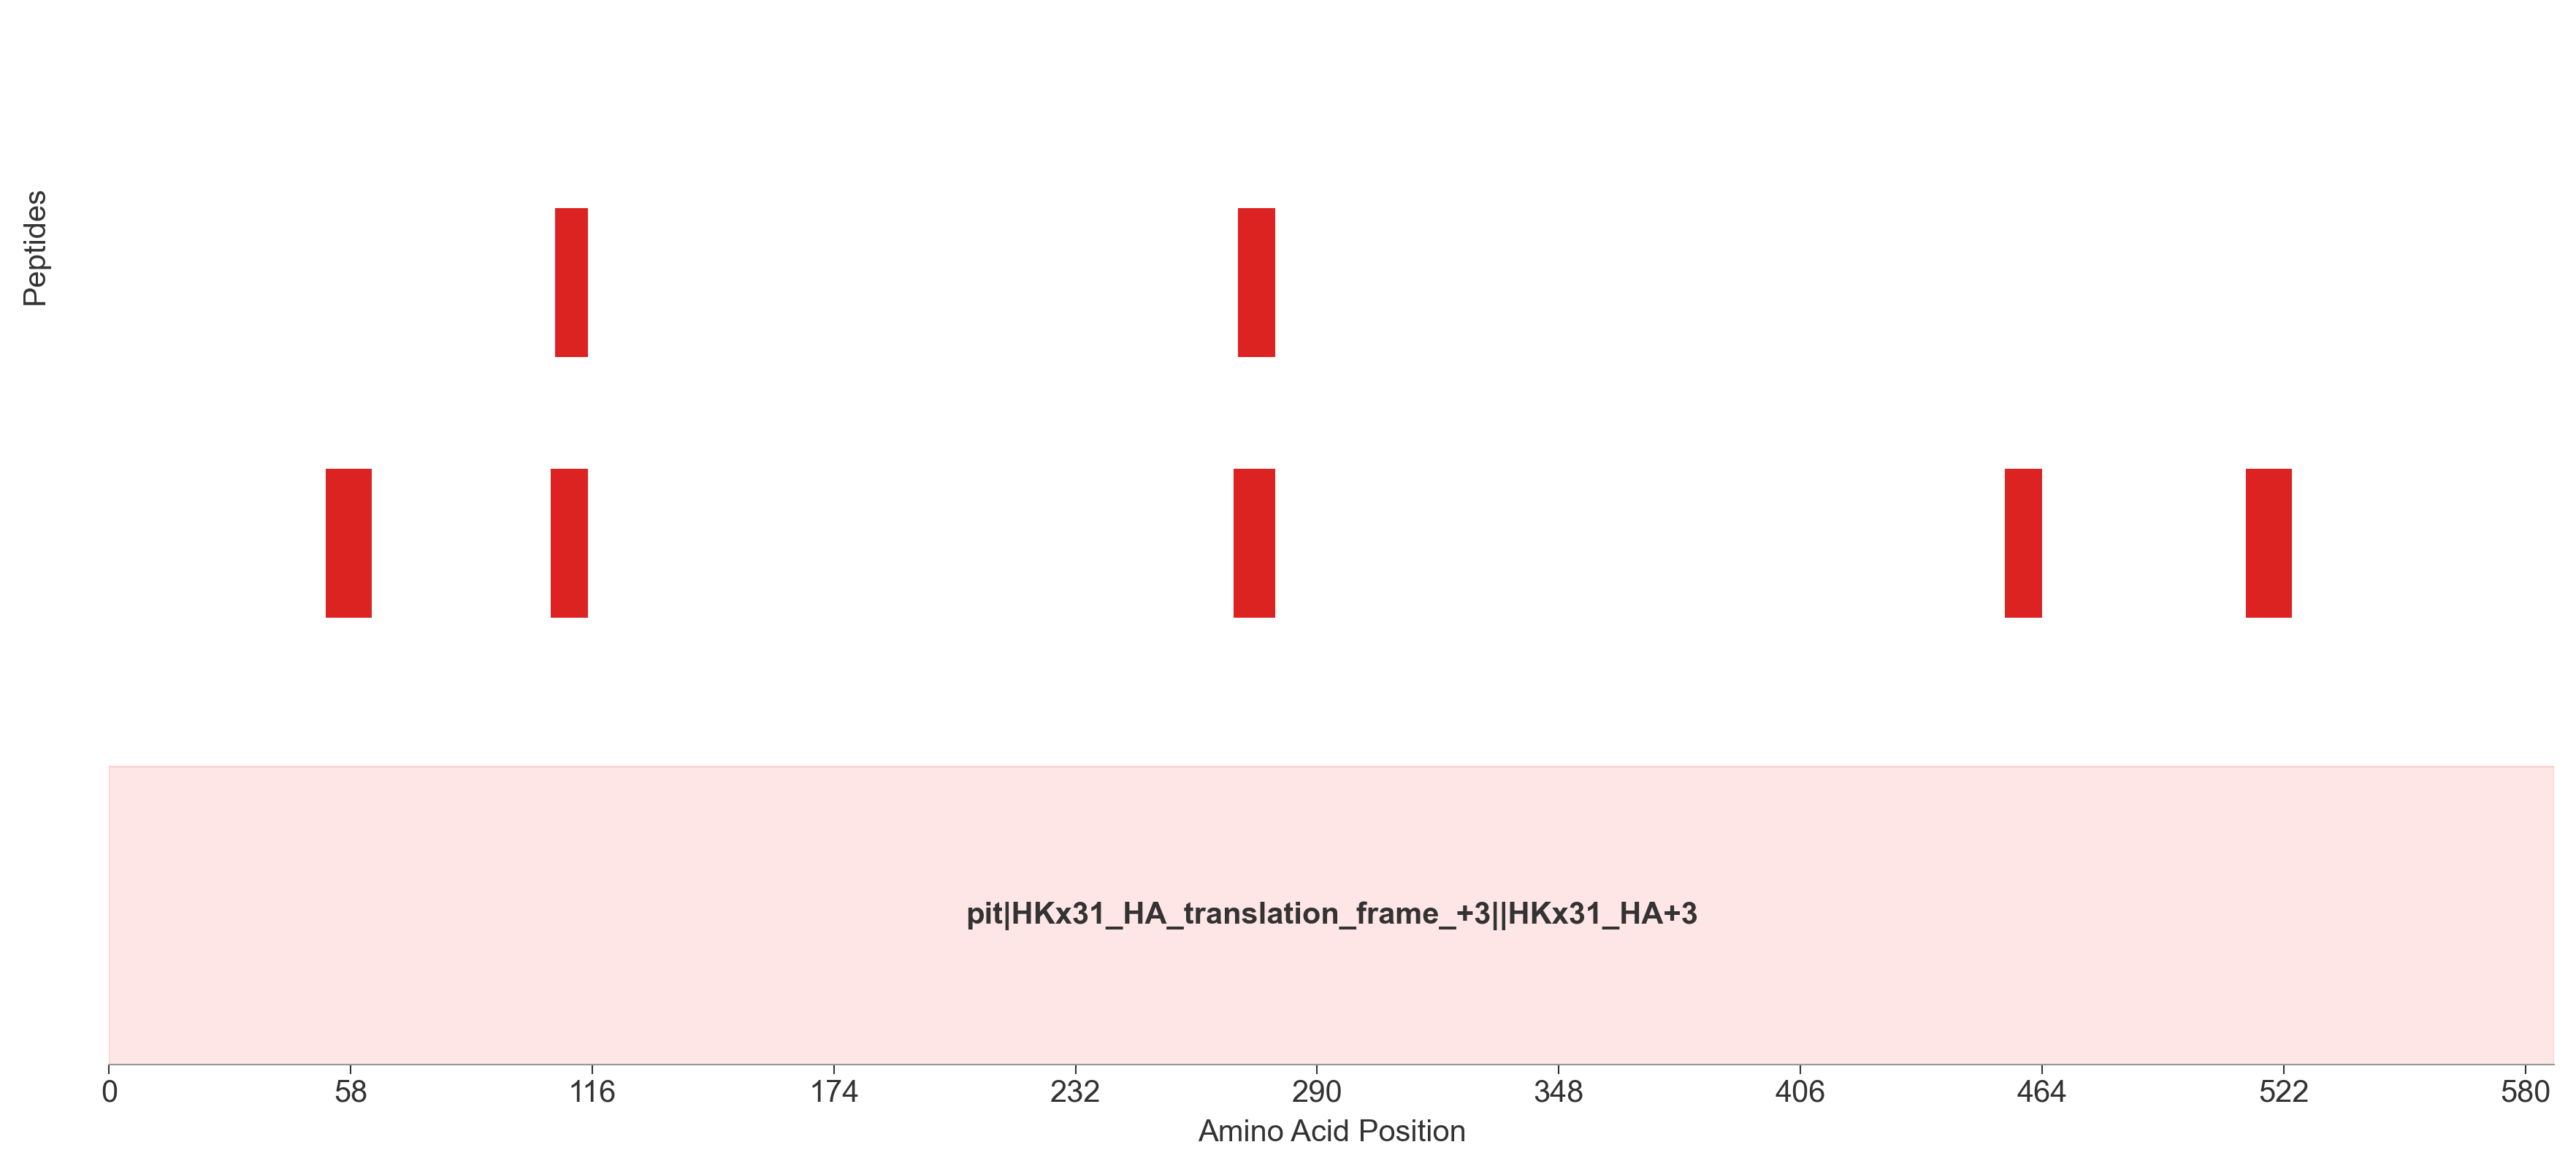 Peptides
pit|HKx31_HA_translation_frame_+3||HKx31_HA+3
0 58 116 174 232 290 348 406 464 522 580
Amino Acid Position